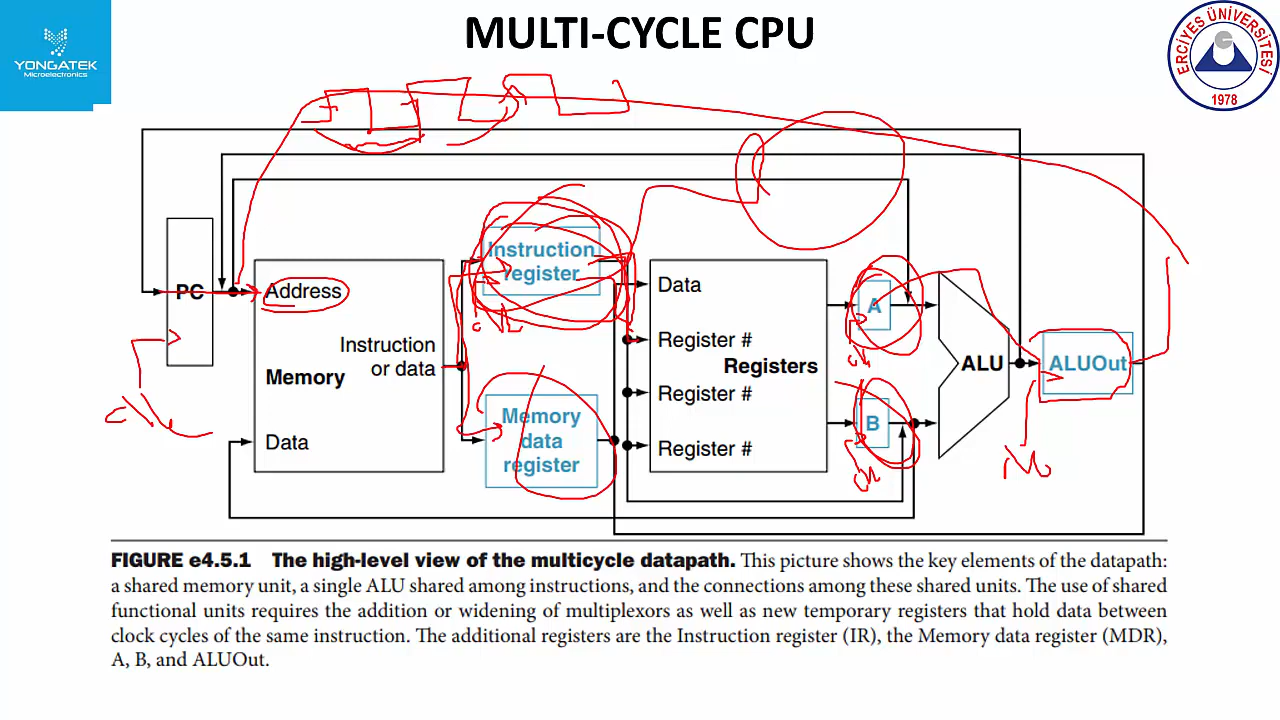 MULTI-CYCLE CPU
YONGATEK
Microelectronics
ERCİYES ÜNİVERSİTESİ
1978
PC
Address
Memory
Instruction
or data
Data
Instruction
register
Memory
data
register
Data
Register #
Registers
Register #
Register #
A
B
ALU
ALUOut
FIGURE e4.5.1 The high-level view of the multicycle datapath. This picture shows the key elements of the datapath:
a shared memory unit, a single ALU shared among instructions, and the connections among these shared units. The use of shared
functional units requires the addition or widening of multiplexors as well as new temporary registers that hold data between
clock cycles of the same instruction. The additional registers are the Instruction register (IR), the Memory data register (MDR),
A, B, and ALUOut.